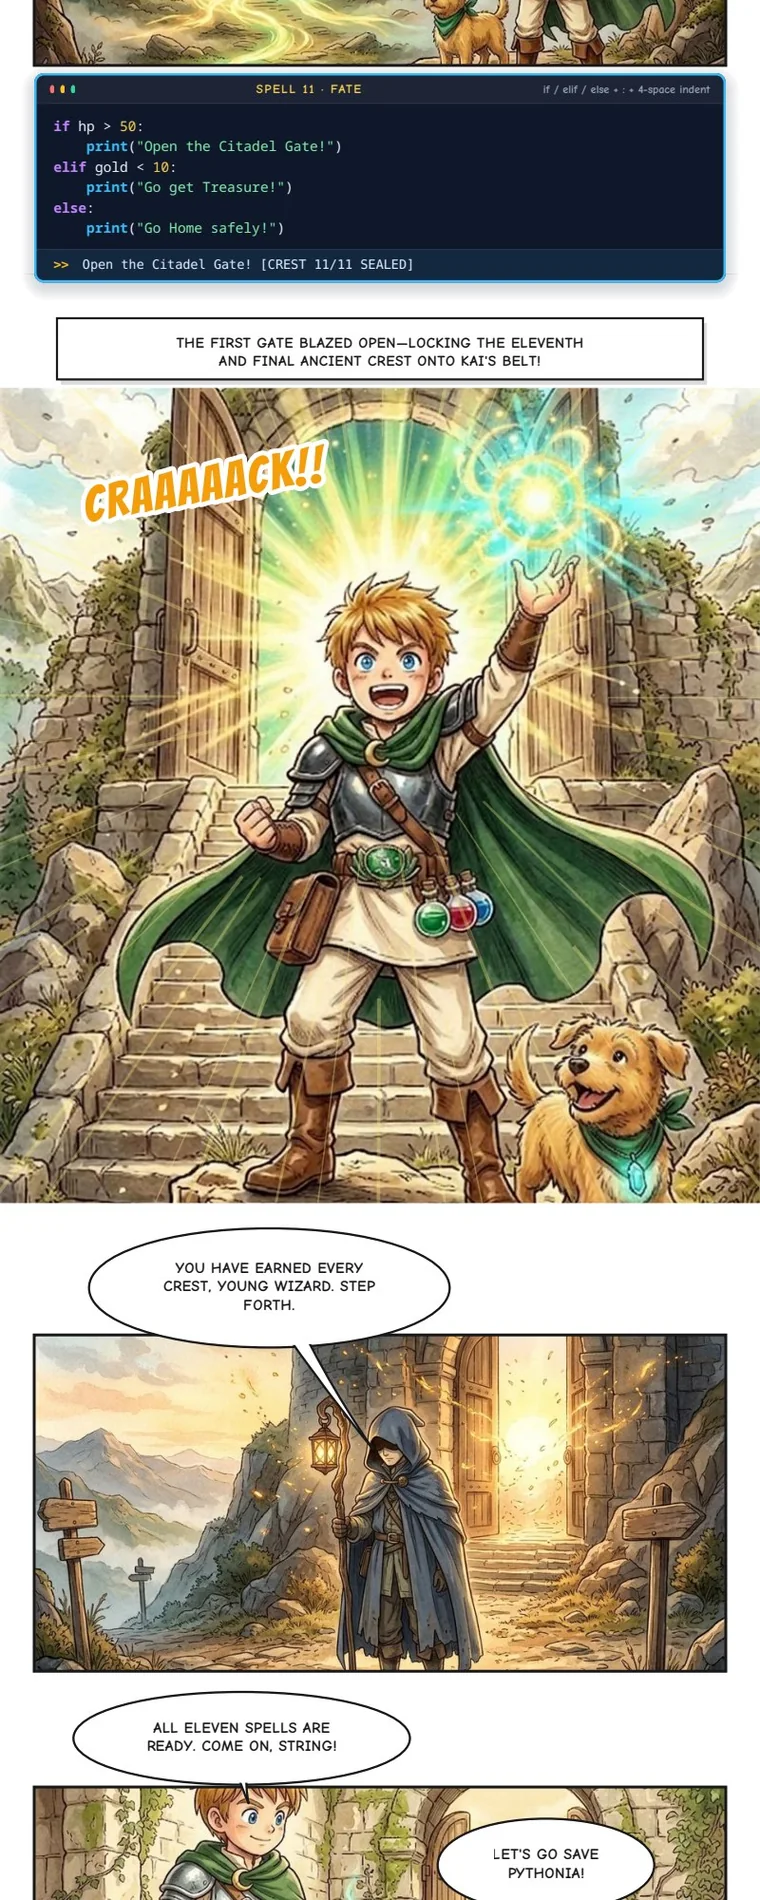 SPELL 11 · FATE
if / elif / else + : + 4-space indent
if hp > 50:
    print("Open the Citadel Gate!")
elif gold < 10:
    print("Go get Treasure!")
else:
    print("Go Home safely!")
>> Open the Citadel Gate! [CREST 11/11 SEALED]
THE FIRST GATE BLAZED OPEN—LOCKING THE ELEVENTH
AND FINAL ANCIENT CREST ONTO KAI'S BELT!
CRAAAAACK!!
YOU HAVE EARNED EVERY
CREST, YOUNG WIZARD. STEP
FORTH.
ALL ELEVEN SPELLS ARE
READY. COME ON, STRING!
LET'S GO SAVE
PYTHONIA!